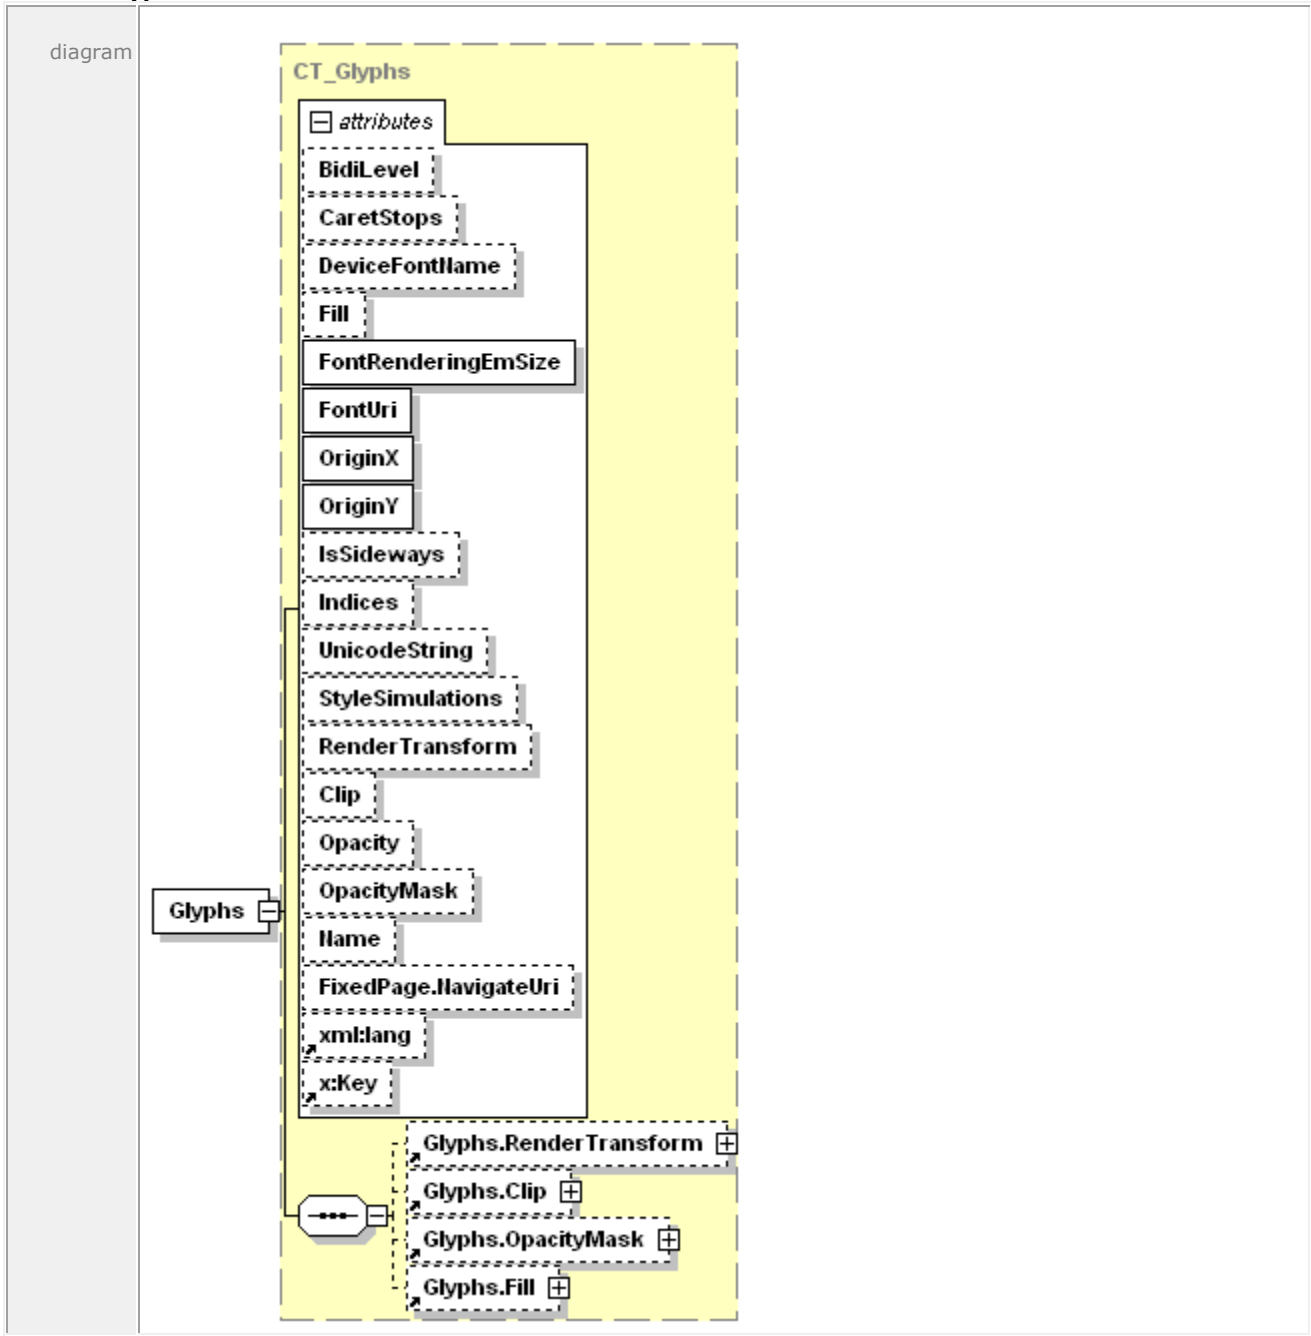 diagram
CT_Glyphs
attributes
BidiLevel
CaretStops
DeviceFontName
Fill
FontRenderingEmSize
FontUri
OriginX
OriginY
IsSideways
Indices
UnicodeString
StyleSimulations
RenderTransform
Clip
Opacity
OpacityMask
Glyphs
Name
FixedPage.NavigateUri
xml:lang
x:Key
Glyphs.RenderTransform
Glyphs.Clip
Glyphs.OpacityMask
Glyphs.Fill